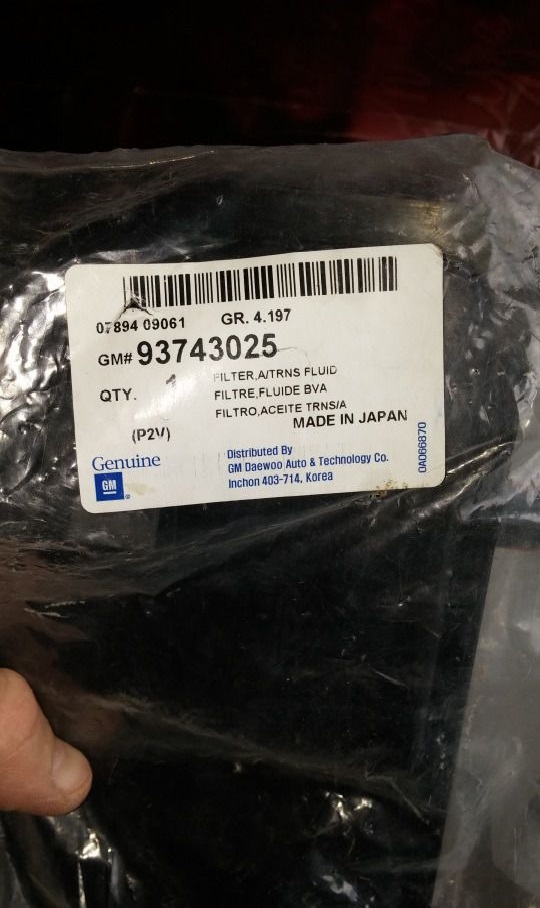 07894 09061 GR. 4.197
GM# 93743025
QTY. 1 FILTER,A/TRNS FLUID
FILTRE,FLUIDE BVA
FILTRO,ACEITE TRNS/A
MADE IN JAPAN
(P2V)
Genuine
GM
®
Distributed By
GM Daewoo Auto & Technology Co.
Inchon 403-714, Korea
0A066870